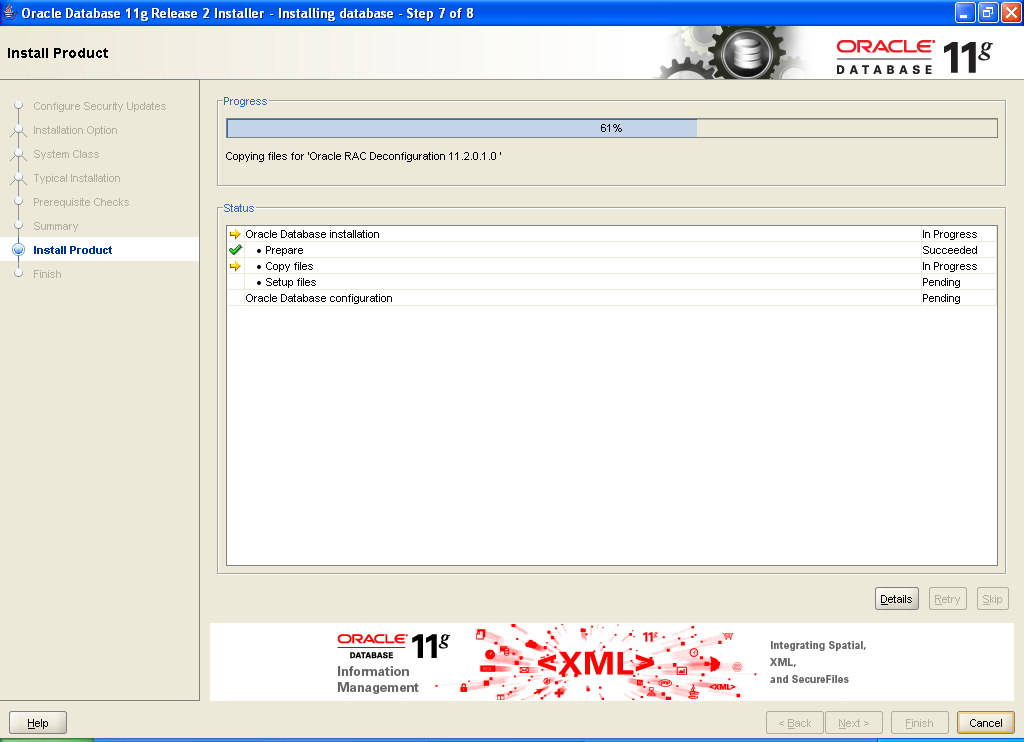 Oracle Database 11g Release 2 Installer - Installing database - Step 7 of 8
Install Product
ORACLE
DATABASE 11g
Configure Security Updates
Installation Option
System Class
Typical Installation
Prerequisite Checks
Summary
Install Product
Finish
Progress
61%
Copying files for 'Oracle RAC Deconfiguration 11.2.0.1.0 '
Status
Oracle Database installation In Progress
• Prepare Succeeded
• Copy files In Progress
• Setup files Pending
Oracle Database configuration Pending
Details Retry Skip
ORACLE
DATABASE 11g
Information
Management
11g
<XML>
<XML>
Integrating Spatial,
XML,
and SecureFiles
Help < Back Next > Finish Cancel